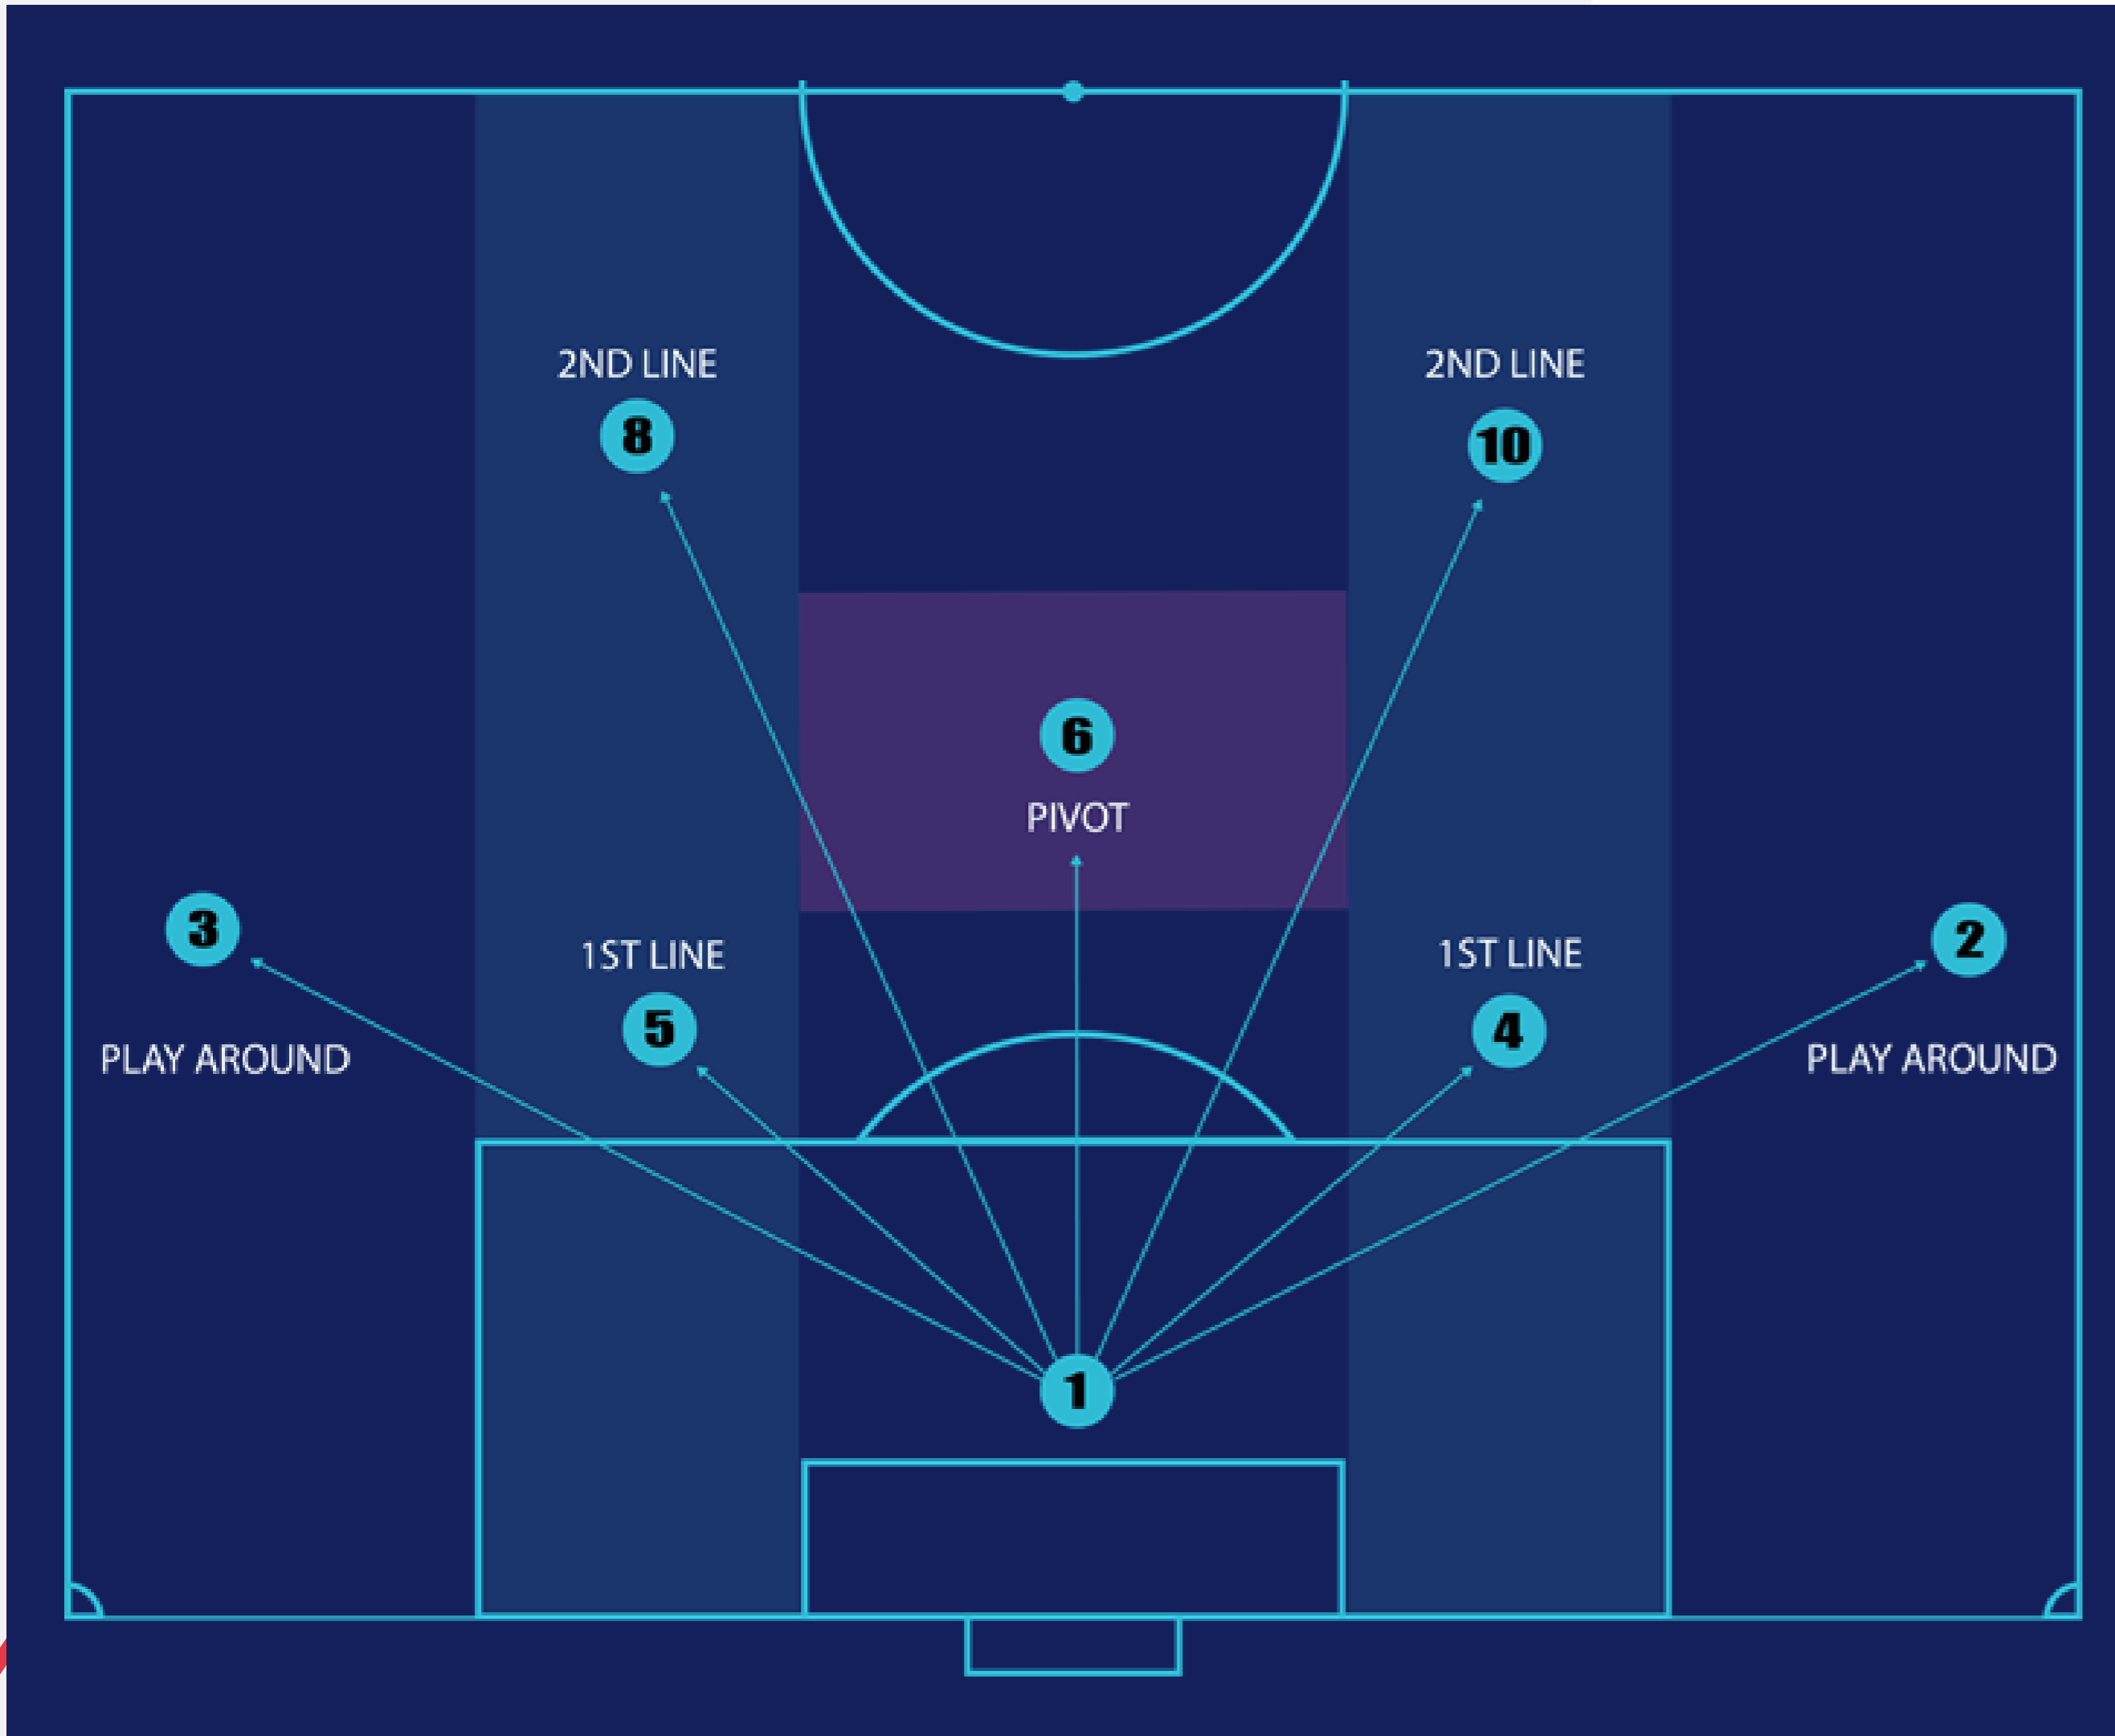 2ND LINE 2ND LINE
8 10
6
PIVOT
3 2
1ST LINE 1ST LINE
5 4
PLAY AROUND PLAY AROUND
1